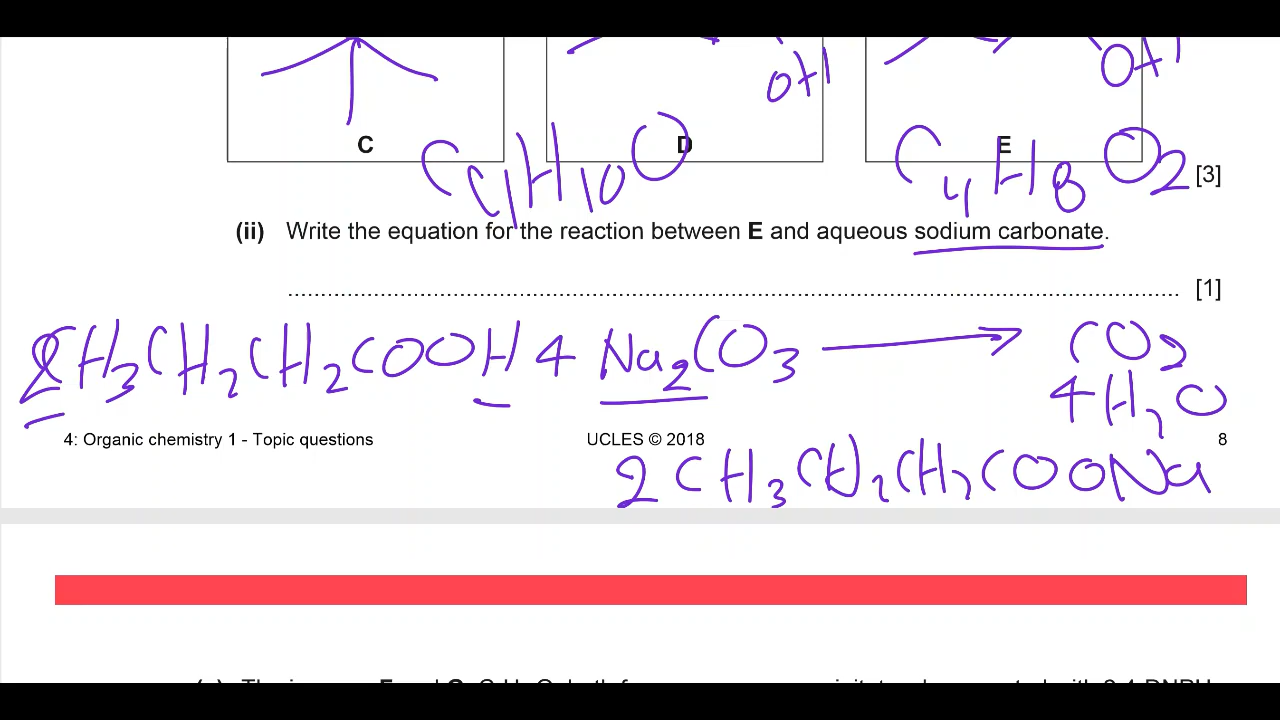 OH OH
C D E
C4H10O C4H8O2 [3]
(ii) Write the equation for the reaction between E and aqueous sodium carbonate.
[1]
2CH3CH2CH2COOH + Na2CO3 → CO2
+ H2O
4: Organic chemistry 1 - Topic questions UCLES © 2018 8
2CH3CH2CH2COONa